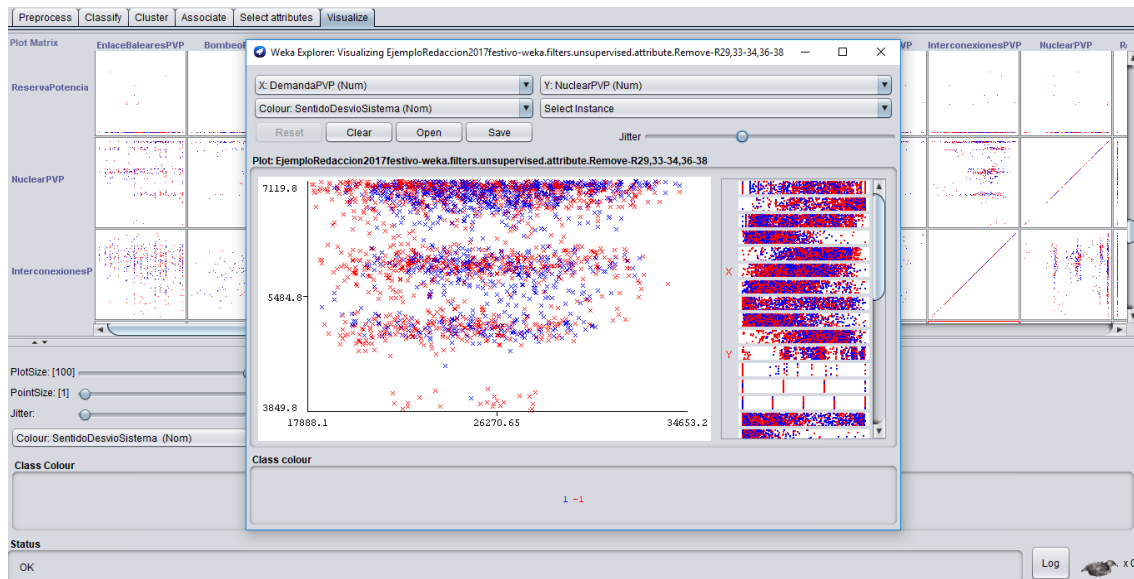 Preprocess Classify Cluster Associate Select attributes Visualize
Plot Matrix EnlaceBalearesPVP
InterconexionesPVP NuclearPVP
ReservaPotencia
NuclearPVP
InterconexionesP
PlotSize: [100]
PointSize: [1]
Jitter:
Colour: SentidoDesvioSistema (Nom)
Class Colour
Status
OK
Log
Weka Explorer: Visualizing EjemploRedaccion2017festivo-weka.filters.unsupervised.attribute.Remove-R29,33-34,36-38
X: DemandaPVP (Num) Y: NuclearPVP (Num)
Colour: SentidoDesvioSistema (Nom) Select Instance
Reset Clear Open Save Jitter
Plot: EjemploRedaccion2017festivo-weka.filters.unsupervised.attribute.Remove-R29,33-34,36-38
7119.8
5484.8
3849.8
17888.1 26270.65 34653.2
X
Y
Class colour
1 -1